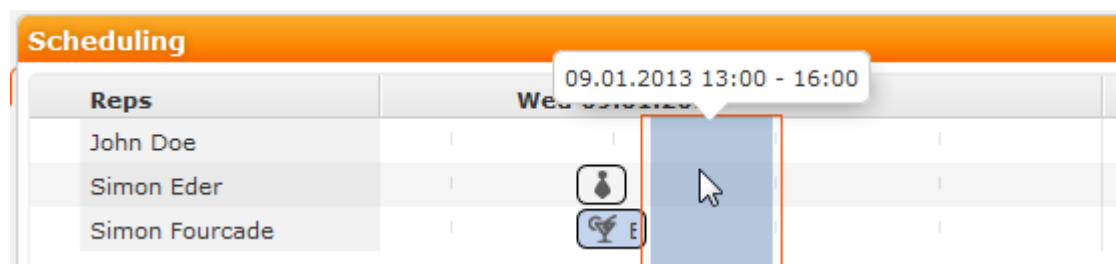 Scheduling
09.01.2013 13:00 - 16:00
Reps
John Doe
Simon Eder
Simon Fourcade
E